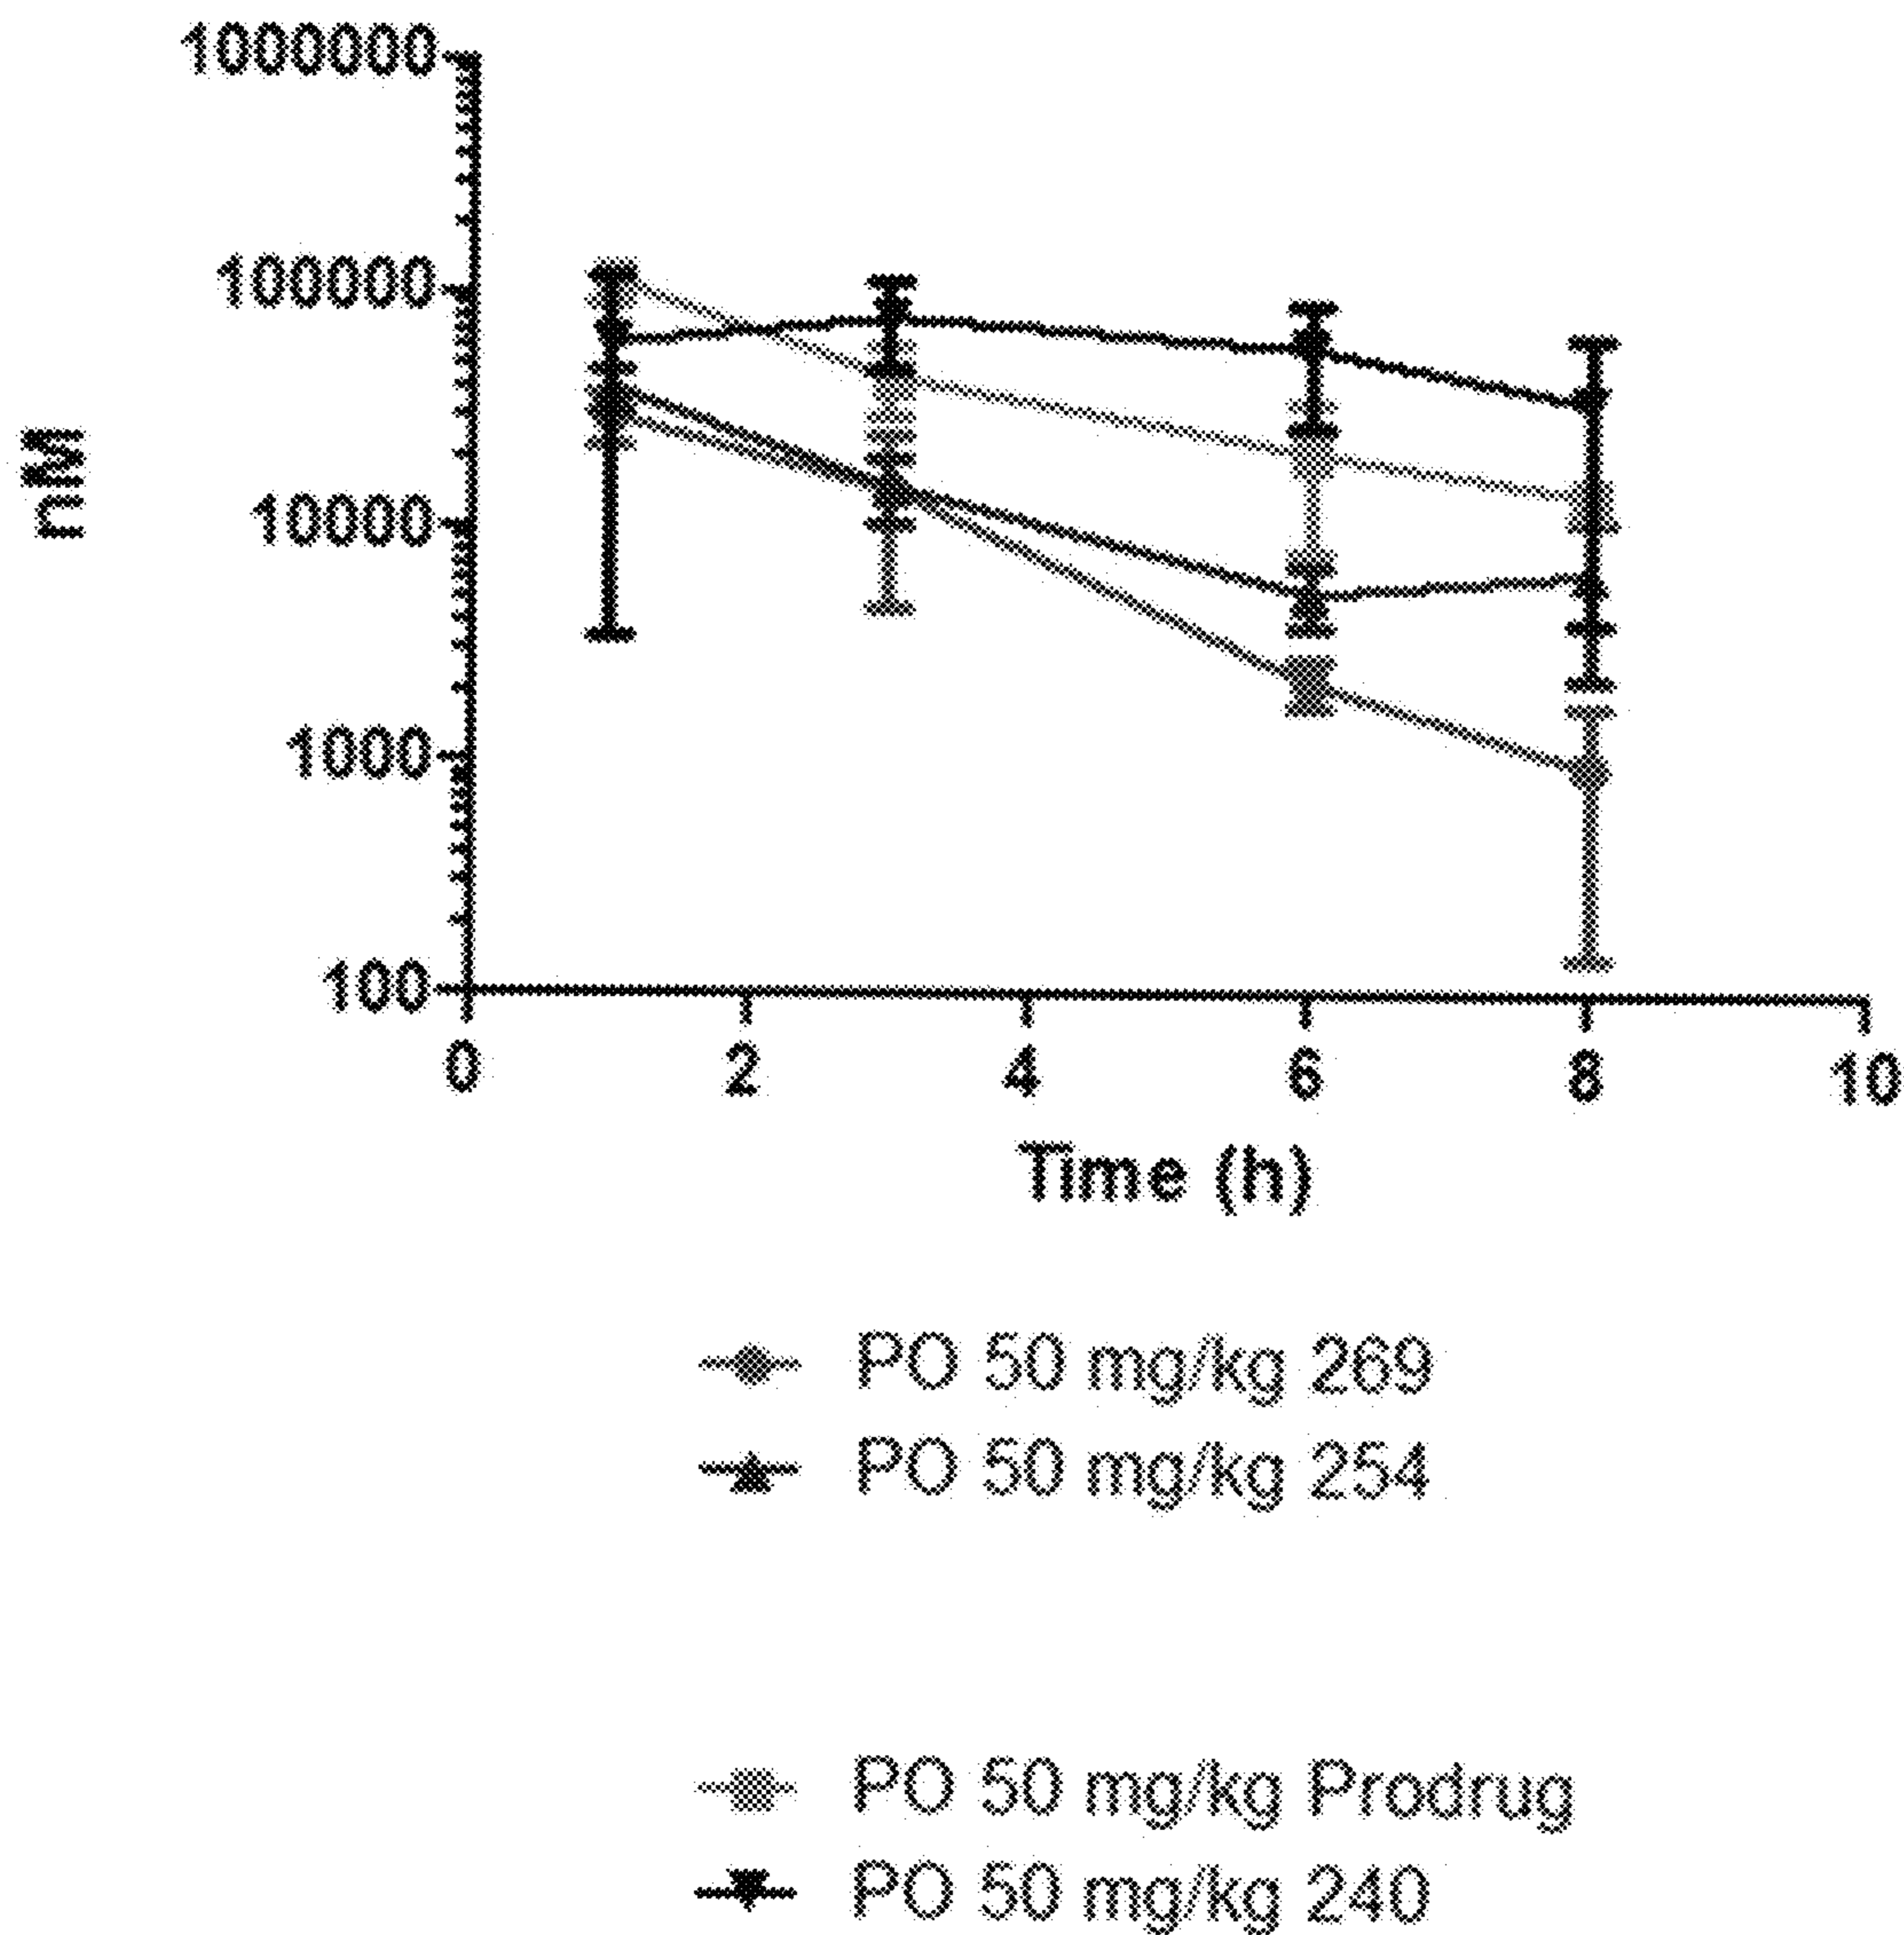 1000000
100000
10000
1000
100
nM
0 2 4 6 8 10
Time (h)
PO 50 mg/kg 269
PO 50 mg/kg 254
PO 50 mg/kg Prodrug
PO 50 mg/kg 240